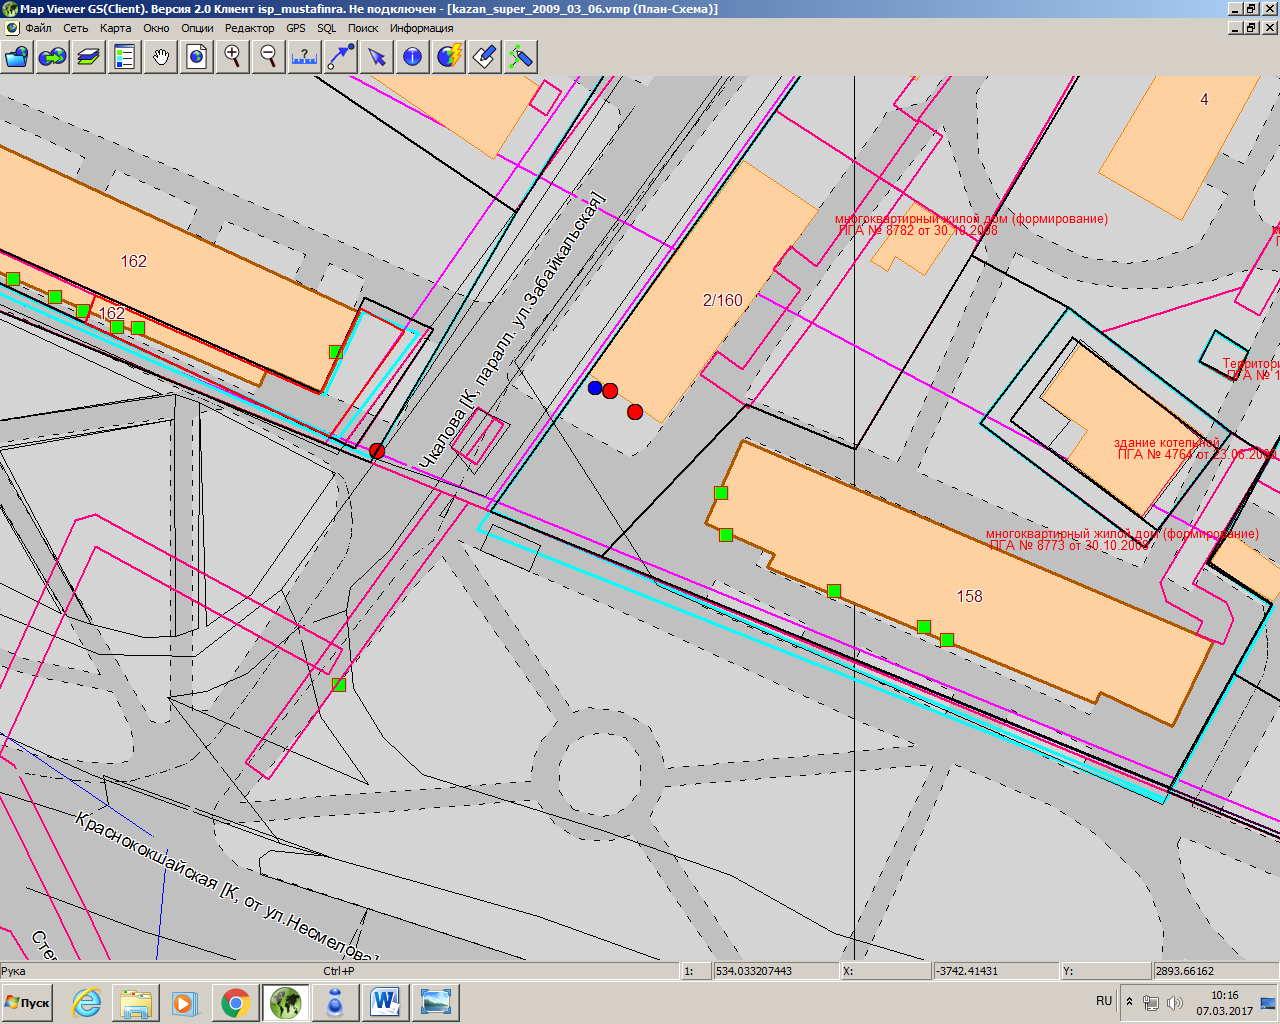 Map Viewer GS(Client). Версия 2.0 Клиент isp_mustafinra. Не подключен - [kazan_super_2009_03_06.vmp (План-Схема)]
Файл Сеть Карта Окно Опции Редактор GPS SQL Поиск Информация
4
многоквартирный жилой дом (формирование)
ПГА № 8782 от 30.10.2008
162
2/160
162
Чкалова [К, паралл. ул.Забайкальская]
ПГА № 1
здание котельной
ПГА № 4764 от 23.06.200
многоквартирный жилой дом (формирование)
ПГА № 8773 от 30.10.2008
158
Краснококшайская [К, от ул.Несмелова]
Рука Ctrl+P 1: 534.033207443 X: -3742.41431 Y: 2893.66162
Пуск RU 10:16
07.03.2017